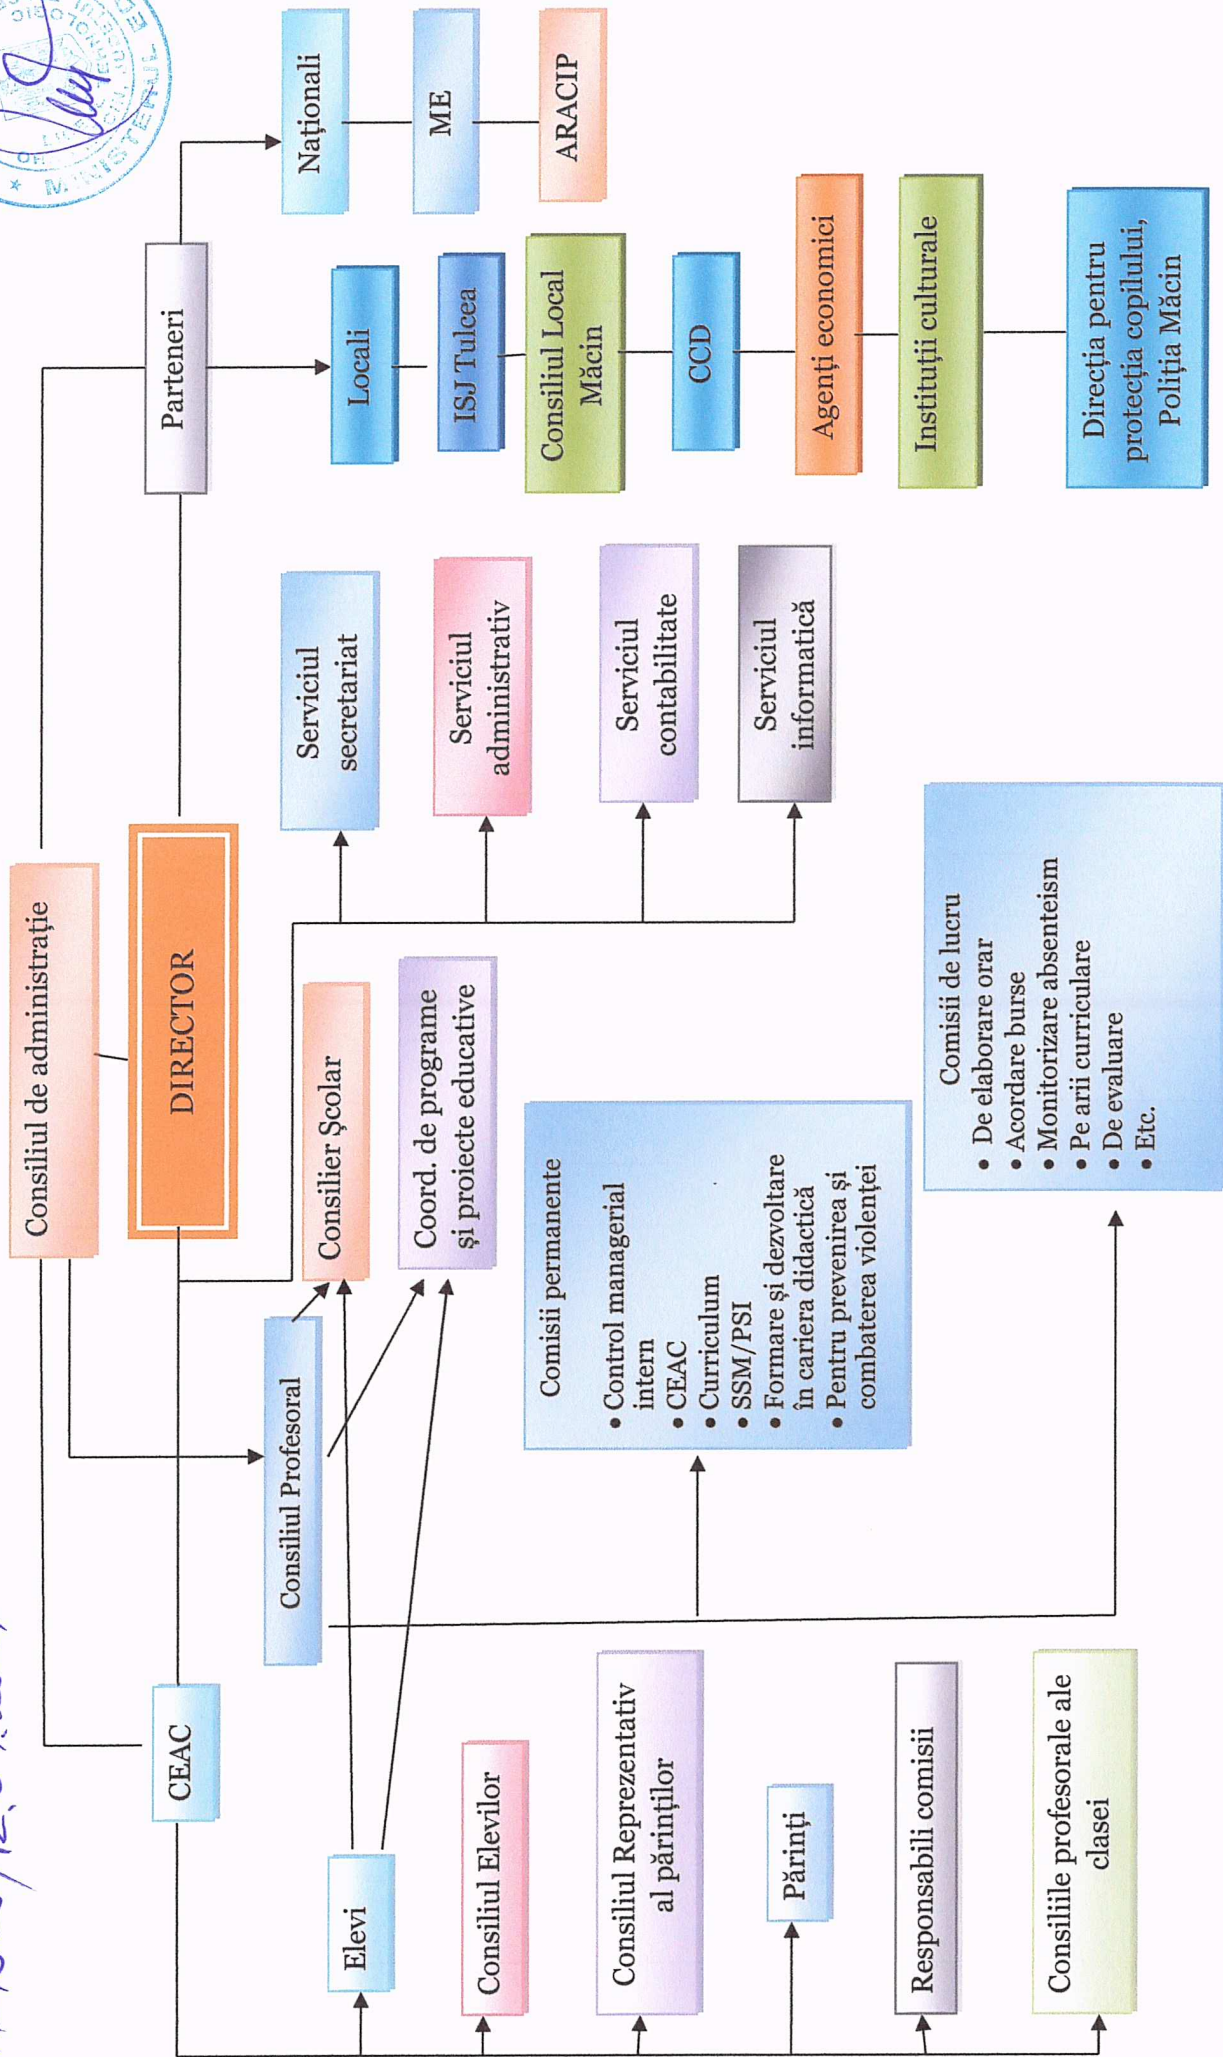 Consiliul de administrație
DIRECTOR
CEAC
Parteneri
Naționali
ME
ARACIP
Locali
ISJ Tulcea
Consiliul Local
Măcin
CCD
Agenți economici
Instituții culturale
Direcția pentru
protecția copilului,
Poliția Măcin
Serviciul
secretariat
Serviciul
administrativ
Serviciul
contabilitate
Serviciul
informatică
Consiliul Profesoral
Consilier Școlar
Coord. de programe
și proiecte educative
Comisii permanente
• Control managerial
intern
• CEAC
• Curriculum
• SSM/PSI
• Formare și dezvoltare
în cariera didactică
• Pentru prevenirea și
combaterea violenței
Comisii de lucru
• De elaborare orar
• Acordare burse
• Monitorizare absenteism
• Pe arii curriculare
• De evaluare
• Etc.
Elevi
Consiliul Elevilor
Consiliul Reprezentativ
al părinților
Părinți
Responsabili comisii
Consiliile profesorale ale
clasei
MINISTERUL